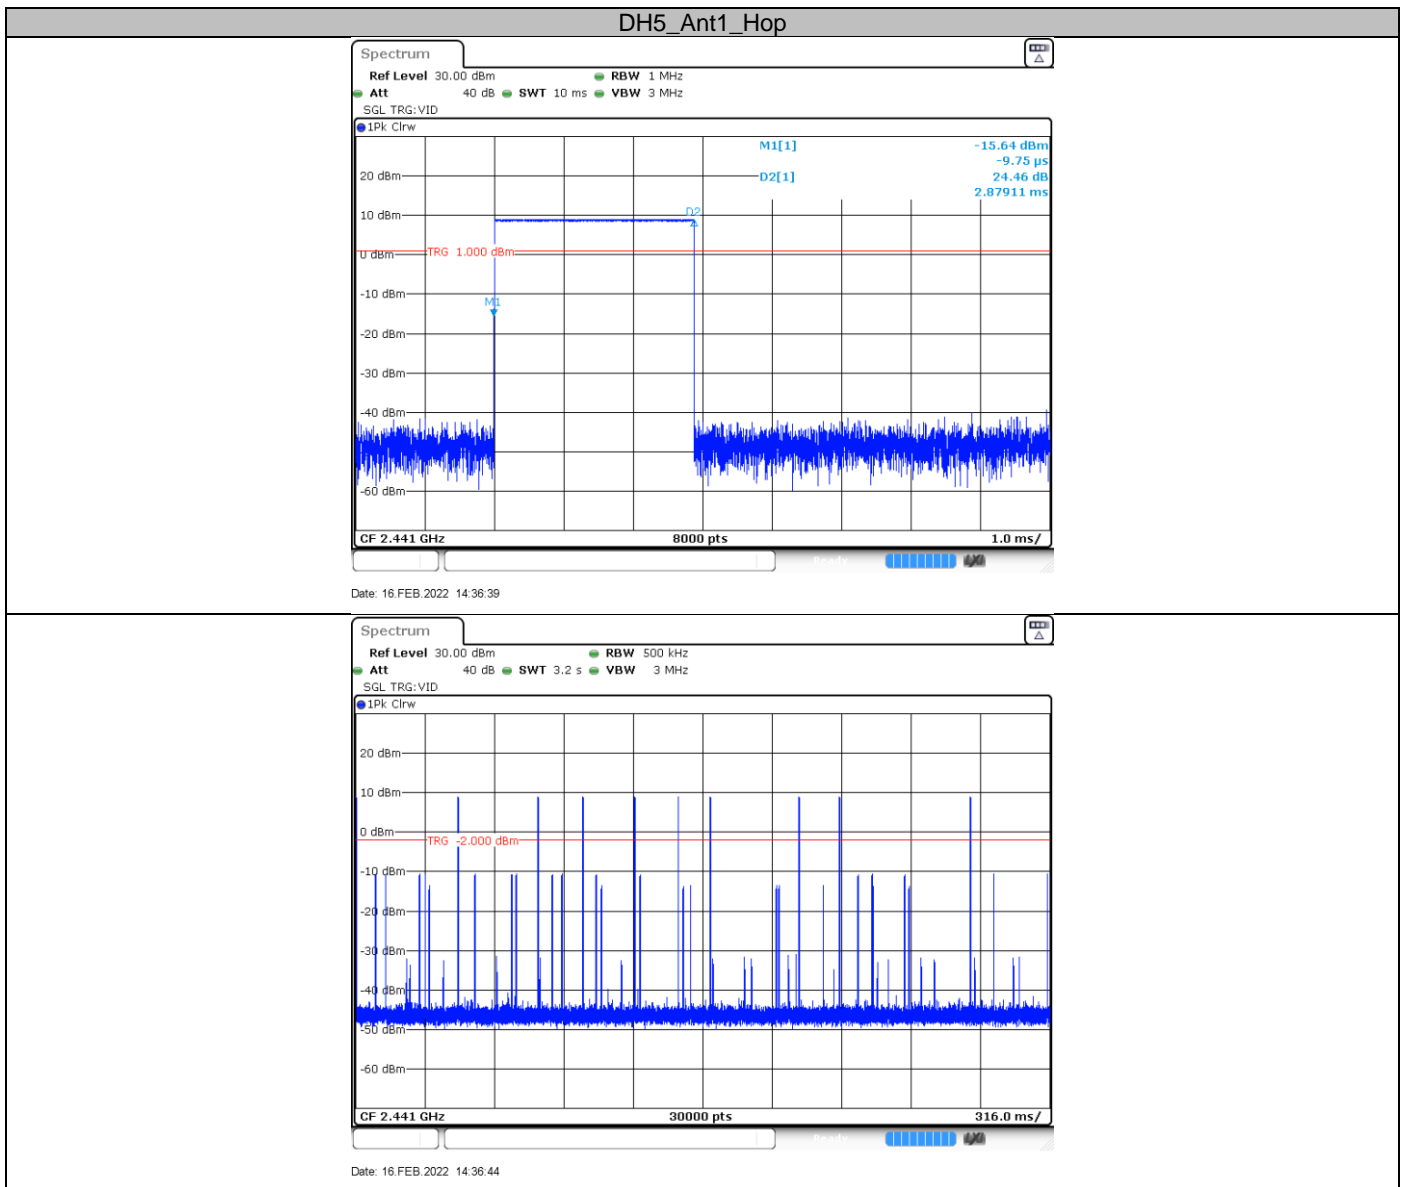 DH5_Ant1_Hop
Spectrum
Ref Level 30.00 dBm RBW 1 MHz
Att 40 dB SWT 10 ms VBW 3 MHz
SGL TRG:VID
1Pk Clrw
M1[1] -15.64 dBm
-9.75 µs
20 dBm D2[1] 24.46 dB
2.87911 ms
10 dBm D2
0 dBm TRG 1.000 dBm
-10 dBm
M1
-20 dBm
-30 dBm
-40 dBm
-60 dBm
CF 2.441 GHz 8000 pts 1.0 ms/
Ready
Date: 16.FEB.2022 14:36:39
Spectrum
Ref Level 30.00 dBm RBW 500 kHz
Att 40 dB SWT 3.2 s VBW 3 MHz
SGL TRG:VID
1Pk Clrw
20 dBm
10 dBm
0 dBm
TRG -2.000 dBm
-10 dBm
-20 dBm
-30 dBm
-40 dBm
-50 dBm
-60 dBm
CF 2.441 GHz 30000 pts 316.0 ms/
Ready
Date: 16.FEB.2022 14:36:44